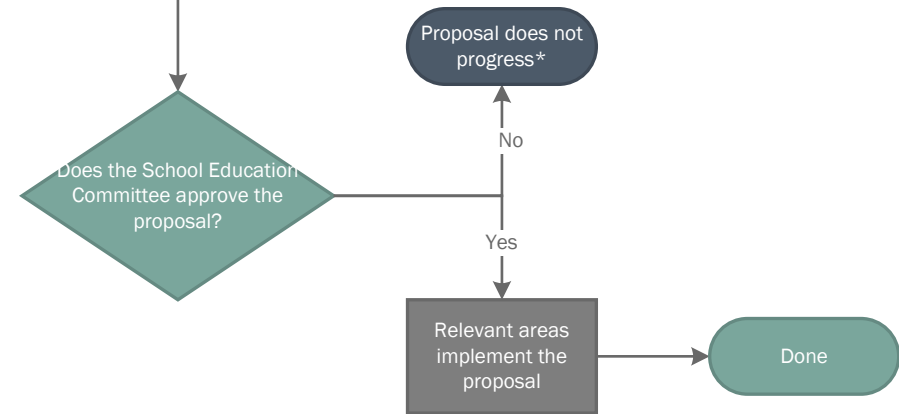 Proposal does not
progress*
No
Does the School Education
Committee approve the
proposal?
Yes
Relevant areas
implement the
proposal
Done